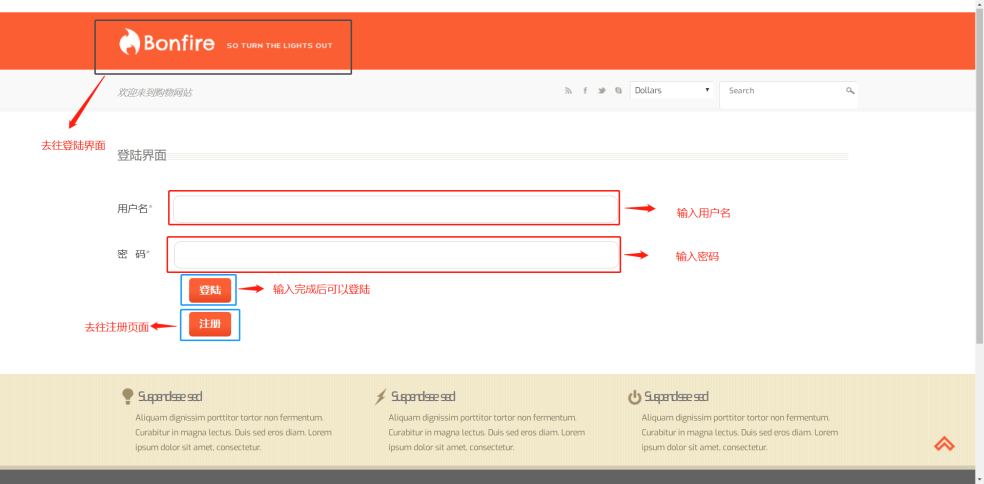 Bonfire SO TURN THE LIGHTS OUT
欢迎来到购物网站
Dollars
Search
去往登陆界面
登陆界面
用户名*
输入用户名
密 码*
输入密码
登陆
输入完成后可以登陆
注册
去往注册页面
Suspendisse sed
Aliquam dignissim porttitor tortor non fermentum.
Curabitur in magna lectus. Duis sed eros diam. Lorem
ipsum dolor sit amet, consectetur.
Suspendisse sed
Aliquam dignissim porttitor tortor non fermentum.
Curabitur in magna lectus. Duis sed eros diam. Lorem
ipsum dolor sit amet, consectetur.
Suspendisse sed
Aliquam dignissim porttitor tortor non fermentum.
Curabitur in magna lectus. Duis sed eros diam. Lorem
ipsum dolor sit amet, consectetur.